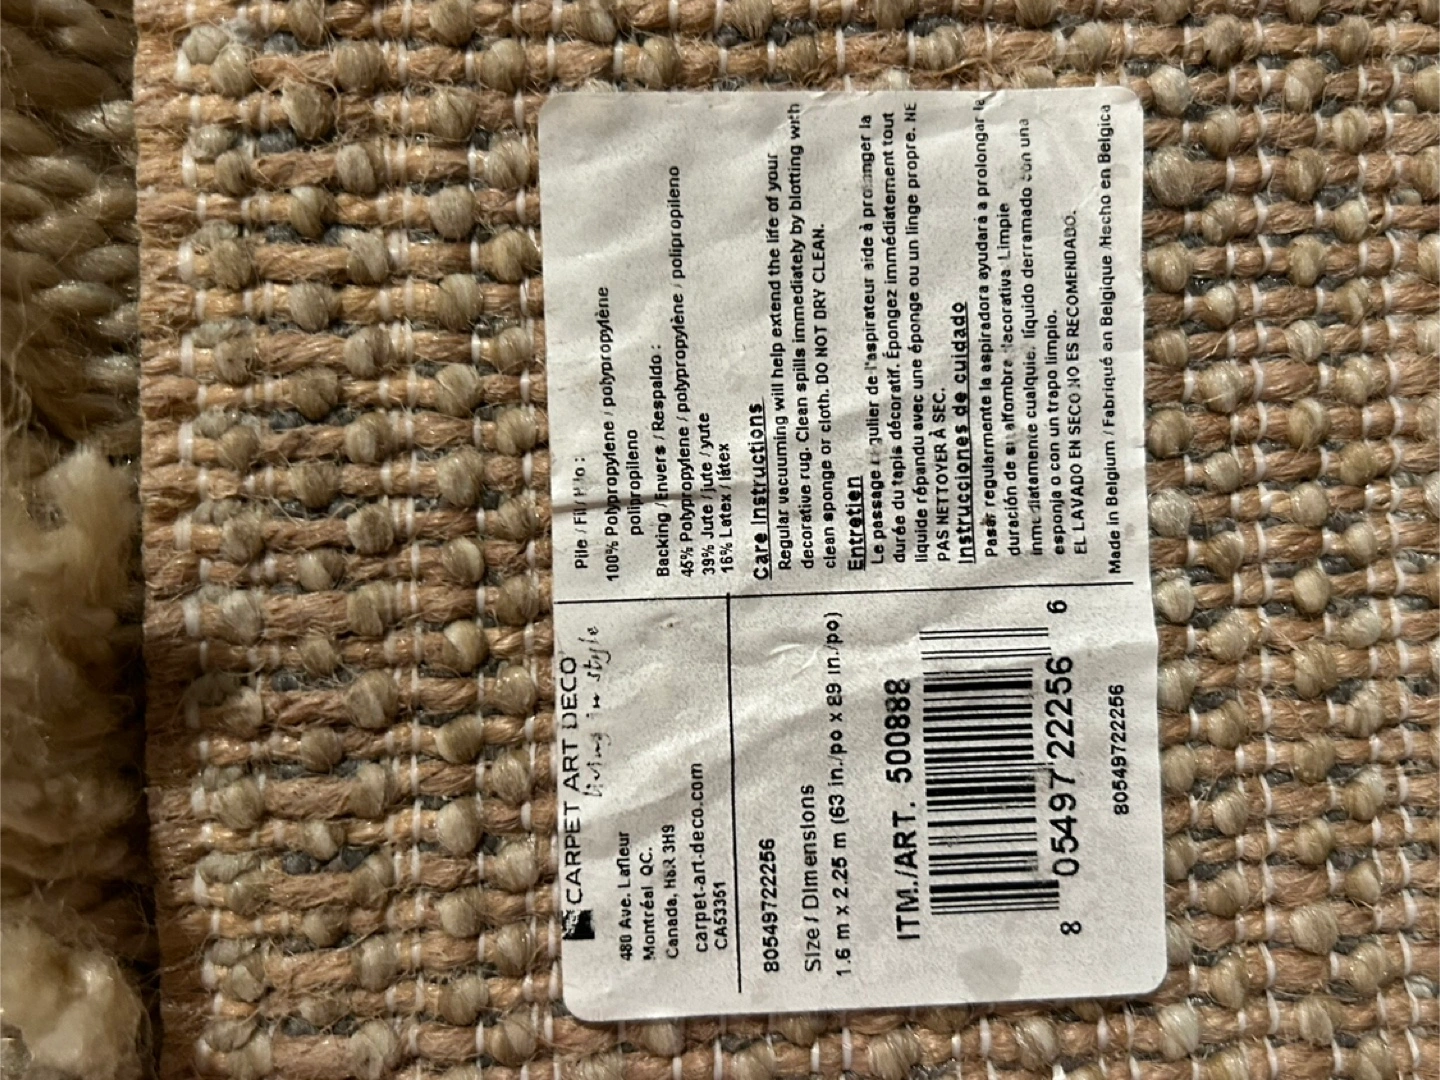 CARPET ART DECO
living in style
480 Ave. Lafleur
Montréal QC.
Canada, H8R 3H9
carpet-art-deco.com
CA53351
80549722256
Size / Dimensions
1.6 m x 2.25 m (63 in./po x 89 in./po)
ITM./ART. 500888
8 05497 22256 6
80549722256
Pile / Fil / Hilo :
100% Polypropylene / polypropylène /
polipropileno
Backing / Envers / Respaldo :
45% Polypropylene / polypropylène / polipropileno
39% Jute / jute / yute
16% Latex / látex
Care Instructions
Regular vacuuming will help extend the life of your
decorative rug. Clean spills immediately by blotting with
clean sponge or cloth. DO NOT DRY CLEAN.
Entretien
Le passage régulier de l'aspirateur aide à prolonger la
durée du tapis décoratif. Épongez immédiatement tout
liquide répandu avec une éponge ou un linge propre. NE
PAS NETTOYER À SEC.
Instrucciones de cuidado
Pasar regularmente la aspiradora ayudará a prolongar la
duración de su alfombra decorativa. Limpie
inmediatamente cualquier líquido derramado con una
esponja o con un trapo limpio.
EL LAVADO EN SECO NO ES RECOMENDADO.
Made in Belgium / Fabriqué en Belgique /Hecho en Belgica